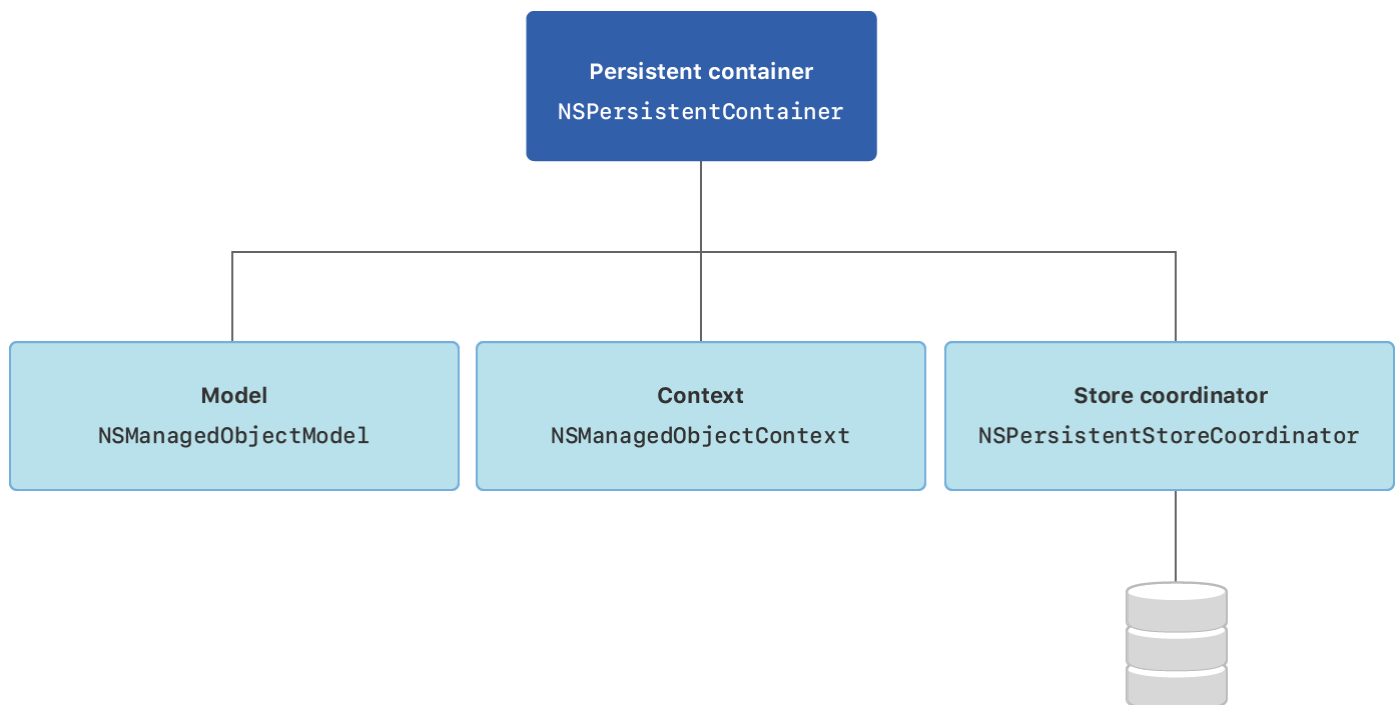 Persistent container
NSPersistentContainer
Model
NSManagedObjectModel
Context
NSManagedObjectContext
Store coordinator
NSPersistentStoreCoordinator